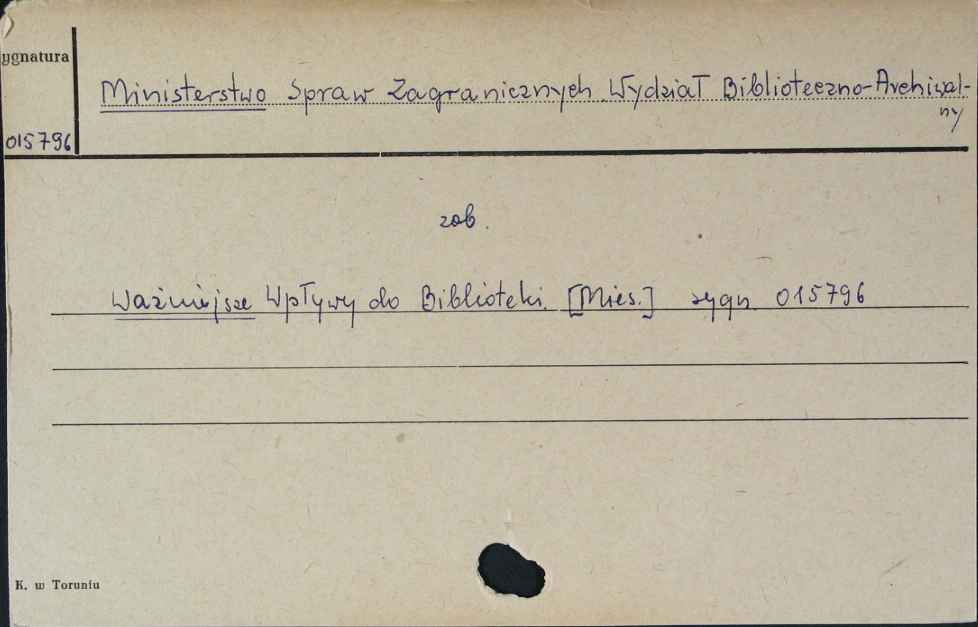 ygnatura
Ministerstwo Spraw Zagranicznych. Wydział Biblioteczno-Archiwal-
ny
015796
zob.
Ważniejsze Wpływy do Biblioteki. [Mies.] sygn. 015796
K. w Toruniu